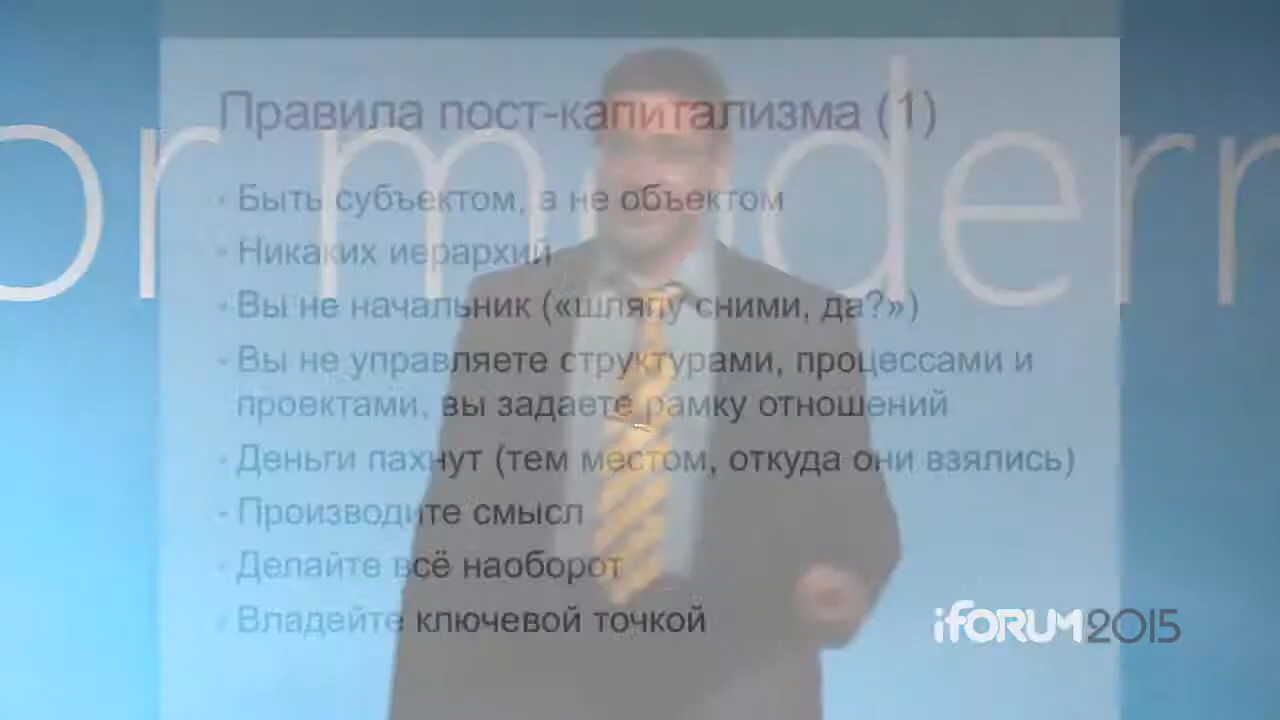 or modern
Правила пост-капитализма (1)
- Быть субъектом, а не объектом
- Никаких иерархий
- Вы не начальник («шляпу сними, да?»)
- Вы не управляете структурами, процессами и
проектами, вы задаете рамку отношений
- Деньги пахнут (тем местом, откуда они взялись)
- Производите смысл
- Делайте всё наоборот
- Владейте ключевой точкой
iFORUM2015